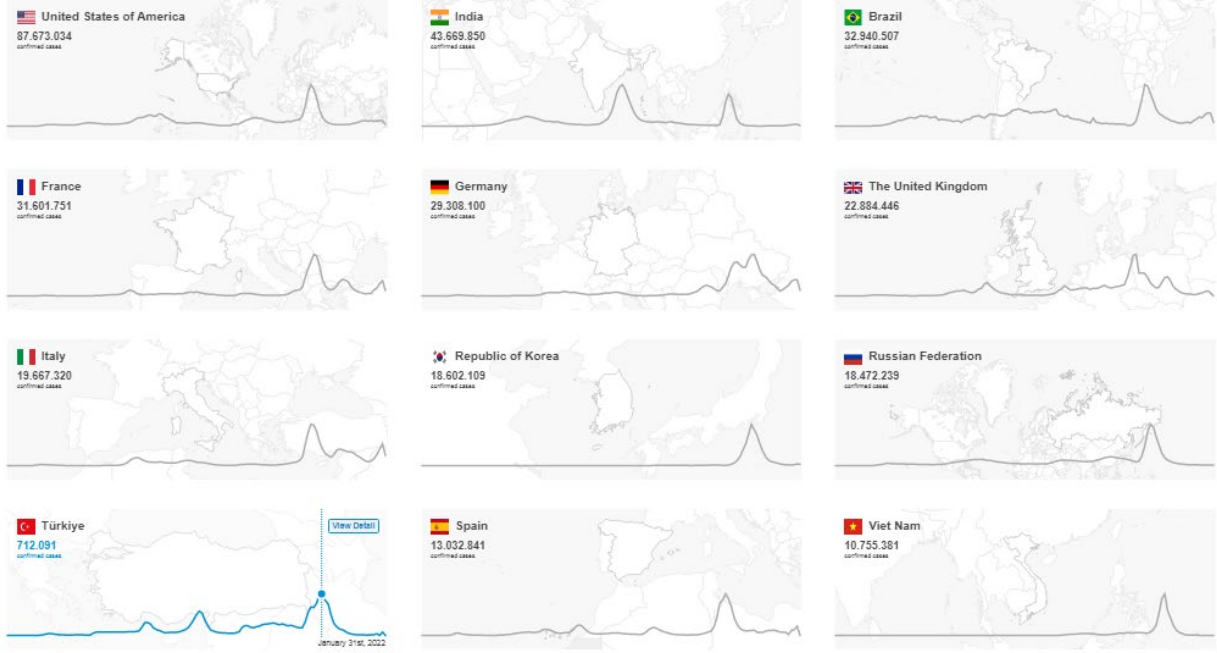 United States of America
87.673.034
confirmed cases
India
43.669.850
confirmed cases
Brazil
32.940.507
confirmed cases
France
31.601.751
confirmed cases
Germany
29.308.100
confirmed cases
The United Kingdom
22.884.446
confirmed cases
Italy
19.667.320
confirmed cases
Republic of Korea
18.602.109
confirmed cases
Russian Federation
18.472.239
confirmed cases
Türkiye
View Detail
712.091
confirmed cases
January 31st, 2022
Spain
13.032.841
confirmed cases
Viet Nam
10.755.381
confirmed cases